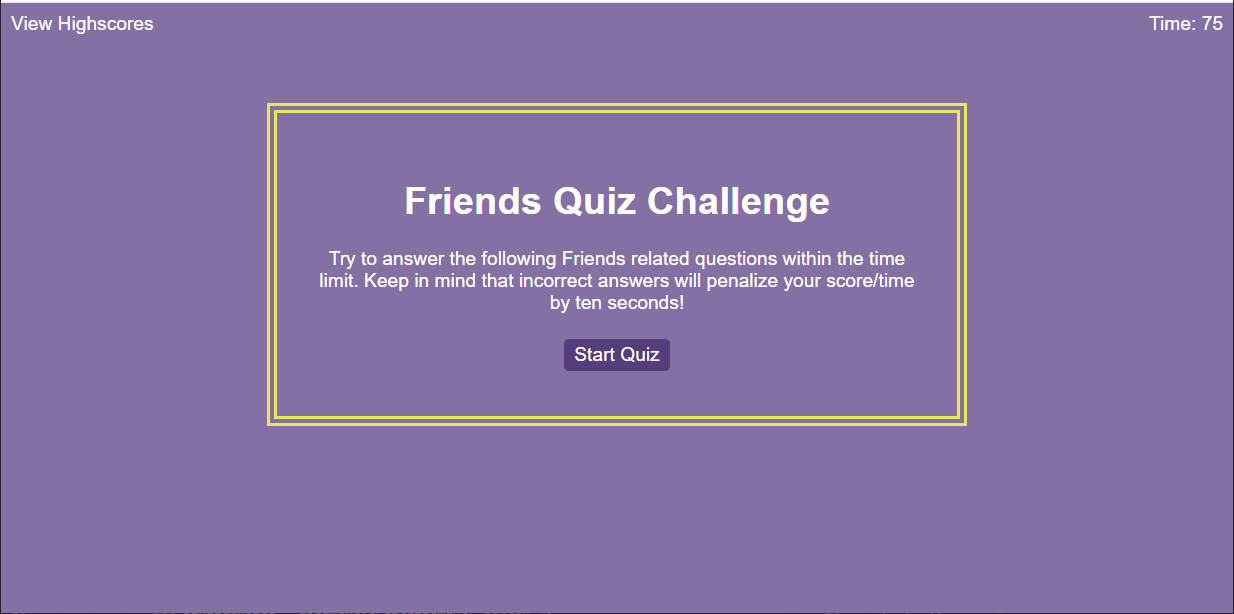 View Highscores
Time: 75
Friends Quiz Challenge
Try to answer the following Friends related questions within the time
limit. Keep in mind that incorrect answers will penalize your score/time
by ten seconds!
Start Quiz